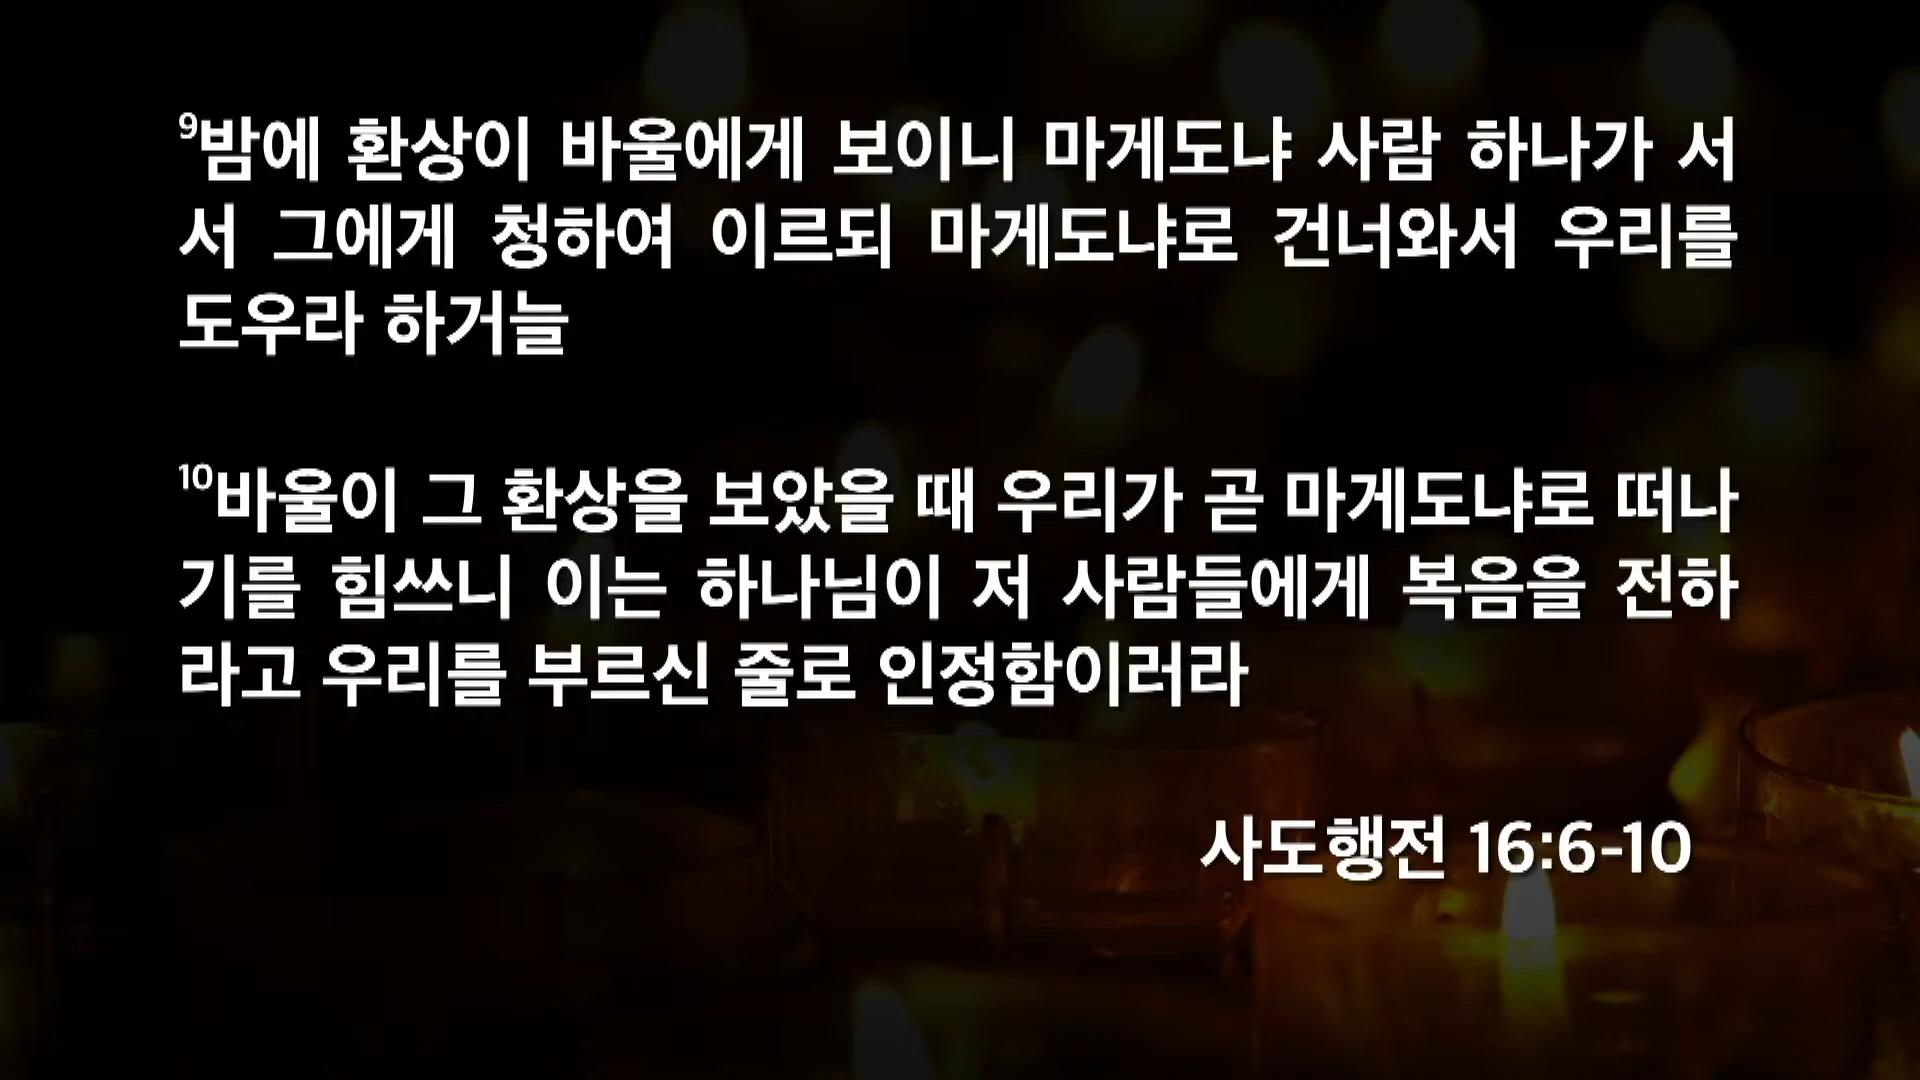 ⁹밤에 환상이 바울에게 보이니 마게도냐 사람 하나가 서
서 그에게 청하여 이르되 마게도냐로 건너와서 우리를
도우라 하거늘
¹⁰바울이 그 환상을 보았을 때 우리가 곧 마게도냐로 떠나
기를 힘쓰니 이는 하나님이 저 사람들에게 복음을 전하
라고 우리를 부르신 줄로 인정함이러라
사도행전 16:6-10